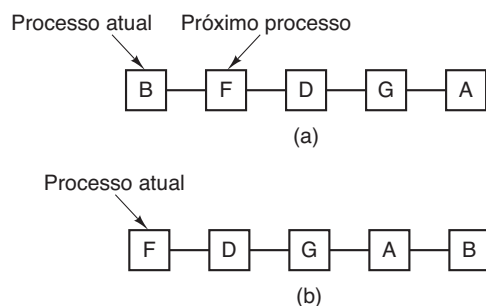 Processo atual Próximo processo
B F D G A
(a)
Processo atual
F D G A B
(b)